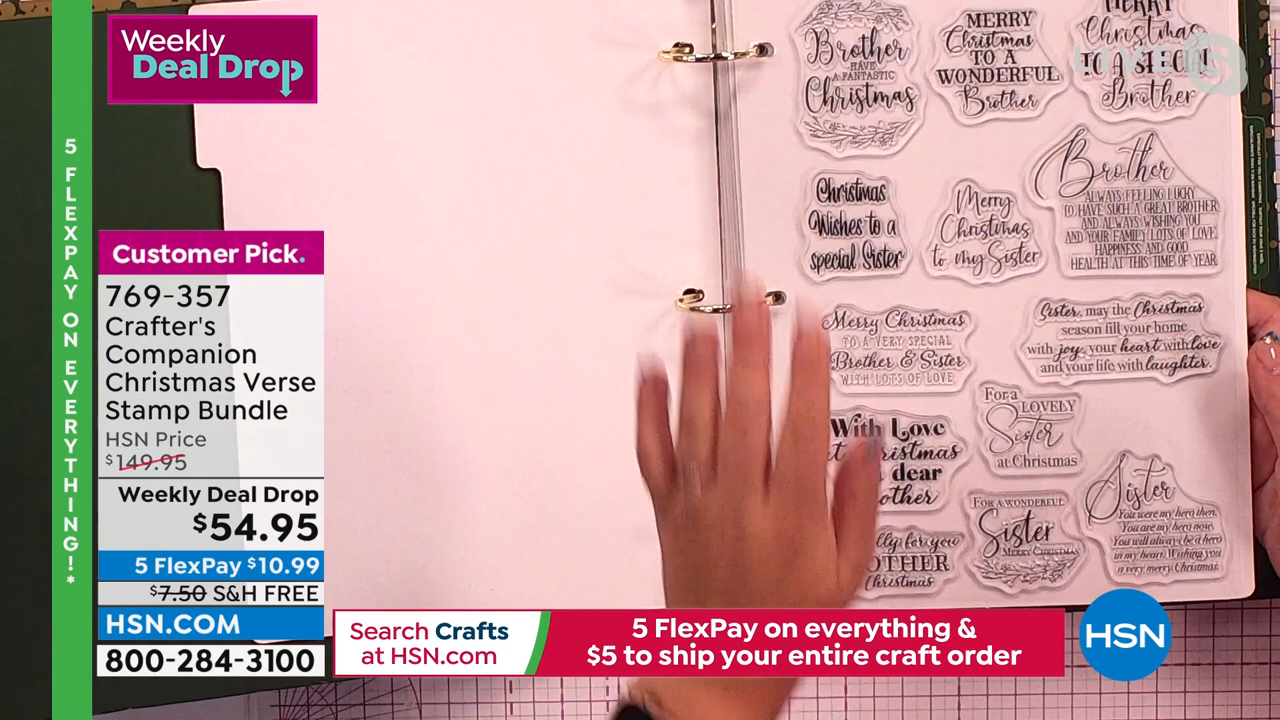 Weekly
Deal Drop
5 FLEXPAY ON EVERYTHING!*
Customer Pick.
769-357
Crafter's
Companion
Christmas Verse
Stamp Bundle
HSN Price
$149.95
Weekly Deal Drop
$54.95
5 FlexPay $10.99
$7.50 S&H FREE
HSN.COM
800-284-3100
Search Crafts
at HSN.com
5 FlexPay on everything &
$5 to ship your entire craft order
HSN
LIVE
Brother
HAVE
A FANTASTIC
Christmas
MERRY
Christmas
TO A
WONDERFUL
Brother
MERRY
Christmas
TO A SPECIAL
Brother
Christmas
Wishes to a
special Sister
Merry
Christmas
to my Sister
Brother
ALWAYS FEELING LUCKY
TO HAVE SUCH A GREAT BROTHER
AND ALWAYS WISHING YOU
AND YOUR FAMILY LOTS OF LOVE,
HAPPINESS AND GOOD
HEALTH AT THIS TIME OF YEAR
Merry Christmas
TO A VERY SPECIAL
Brother & Sister
WITH LOTS OF LOVE
Sister, may the Christmas
season fill your home
with joy, your heart with love
and your life with laughter.
With Love
Christmas
dear
For a
LOVELY
Sister
at Christmas
FOR A WONDERFUL
Sister
MERRY CHRISTMAS
Sister
You were my hero then.
You are my hero now.
You will always be a hero
in my heart. Wishing you
a very merry Christmas.
for you
Christmas